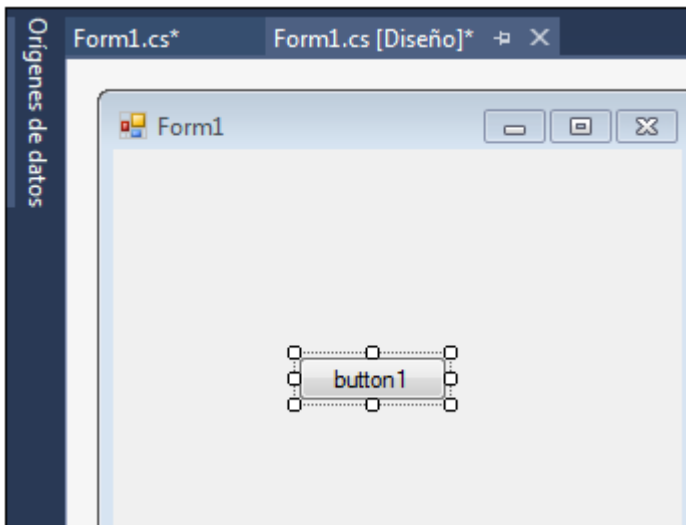 Orígenes de datos
Form1.cs*
Form1.cs [Diseño]*
Form1
button1